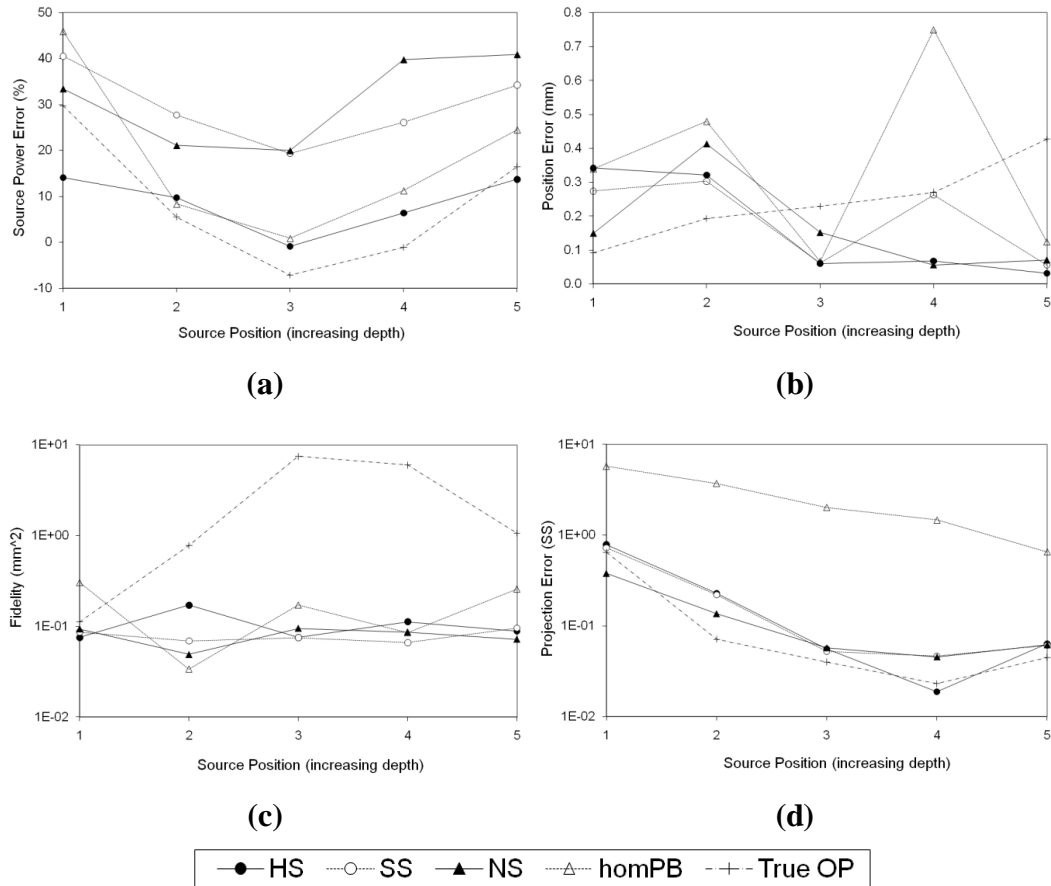 50
40
30
20
10
0
-10
Source Power Error (%)
1 2 3 4 5
Source Position (increasing depth)
(a)
0.8
0.7
0.6
0.5
0.4
0.3
0.2
0.1
0.0
Position Error (mm)
1 2 3 4 5
Source Position (increasing depth)
(b)
1E+01
1E+00
1E-01
1E-02
Fidelity (mm^2)
1 2 3 4 5
Source Position (increasing depth)
(c)
1E+01
1E+00
1E-01
1E-02
Projection Error (SS)
1 2 3 4 5
Source Position (increasing depth)
(d)
HS SS NS homPB True OP